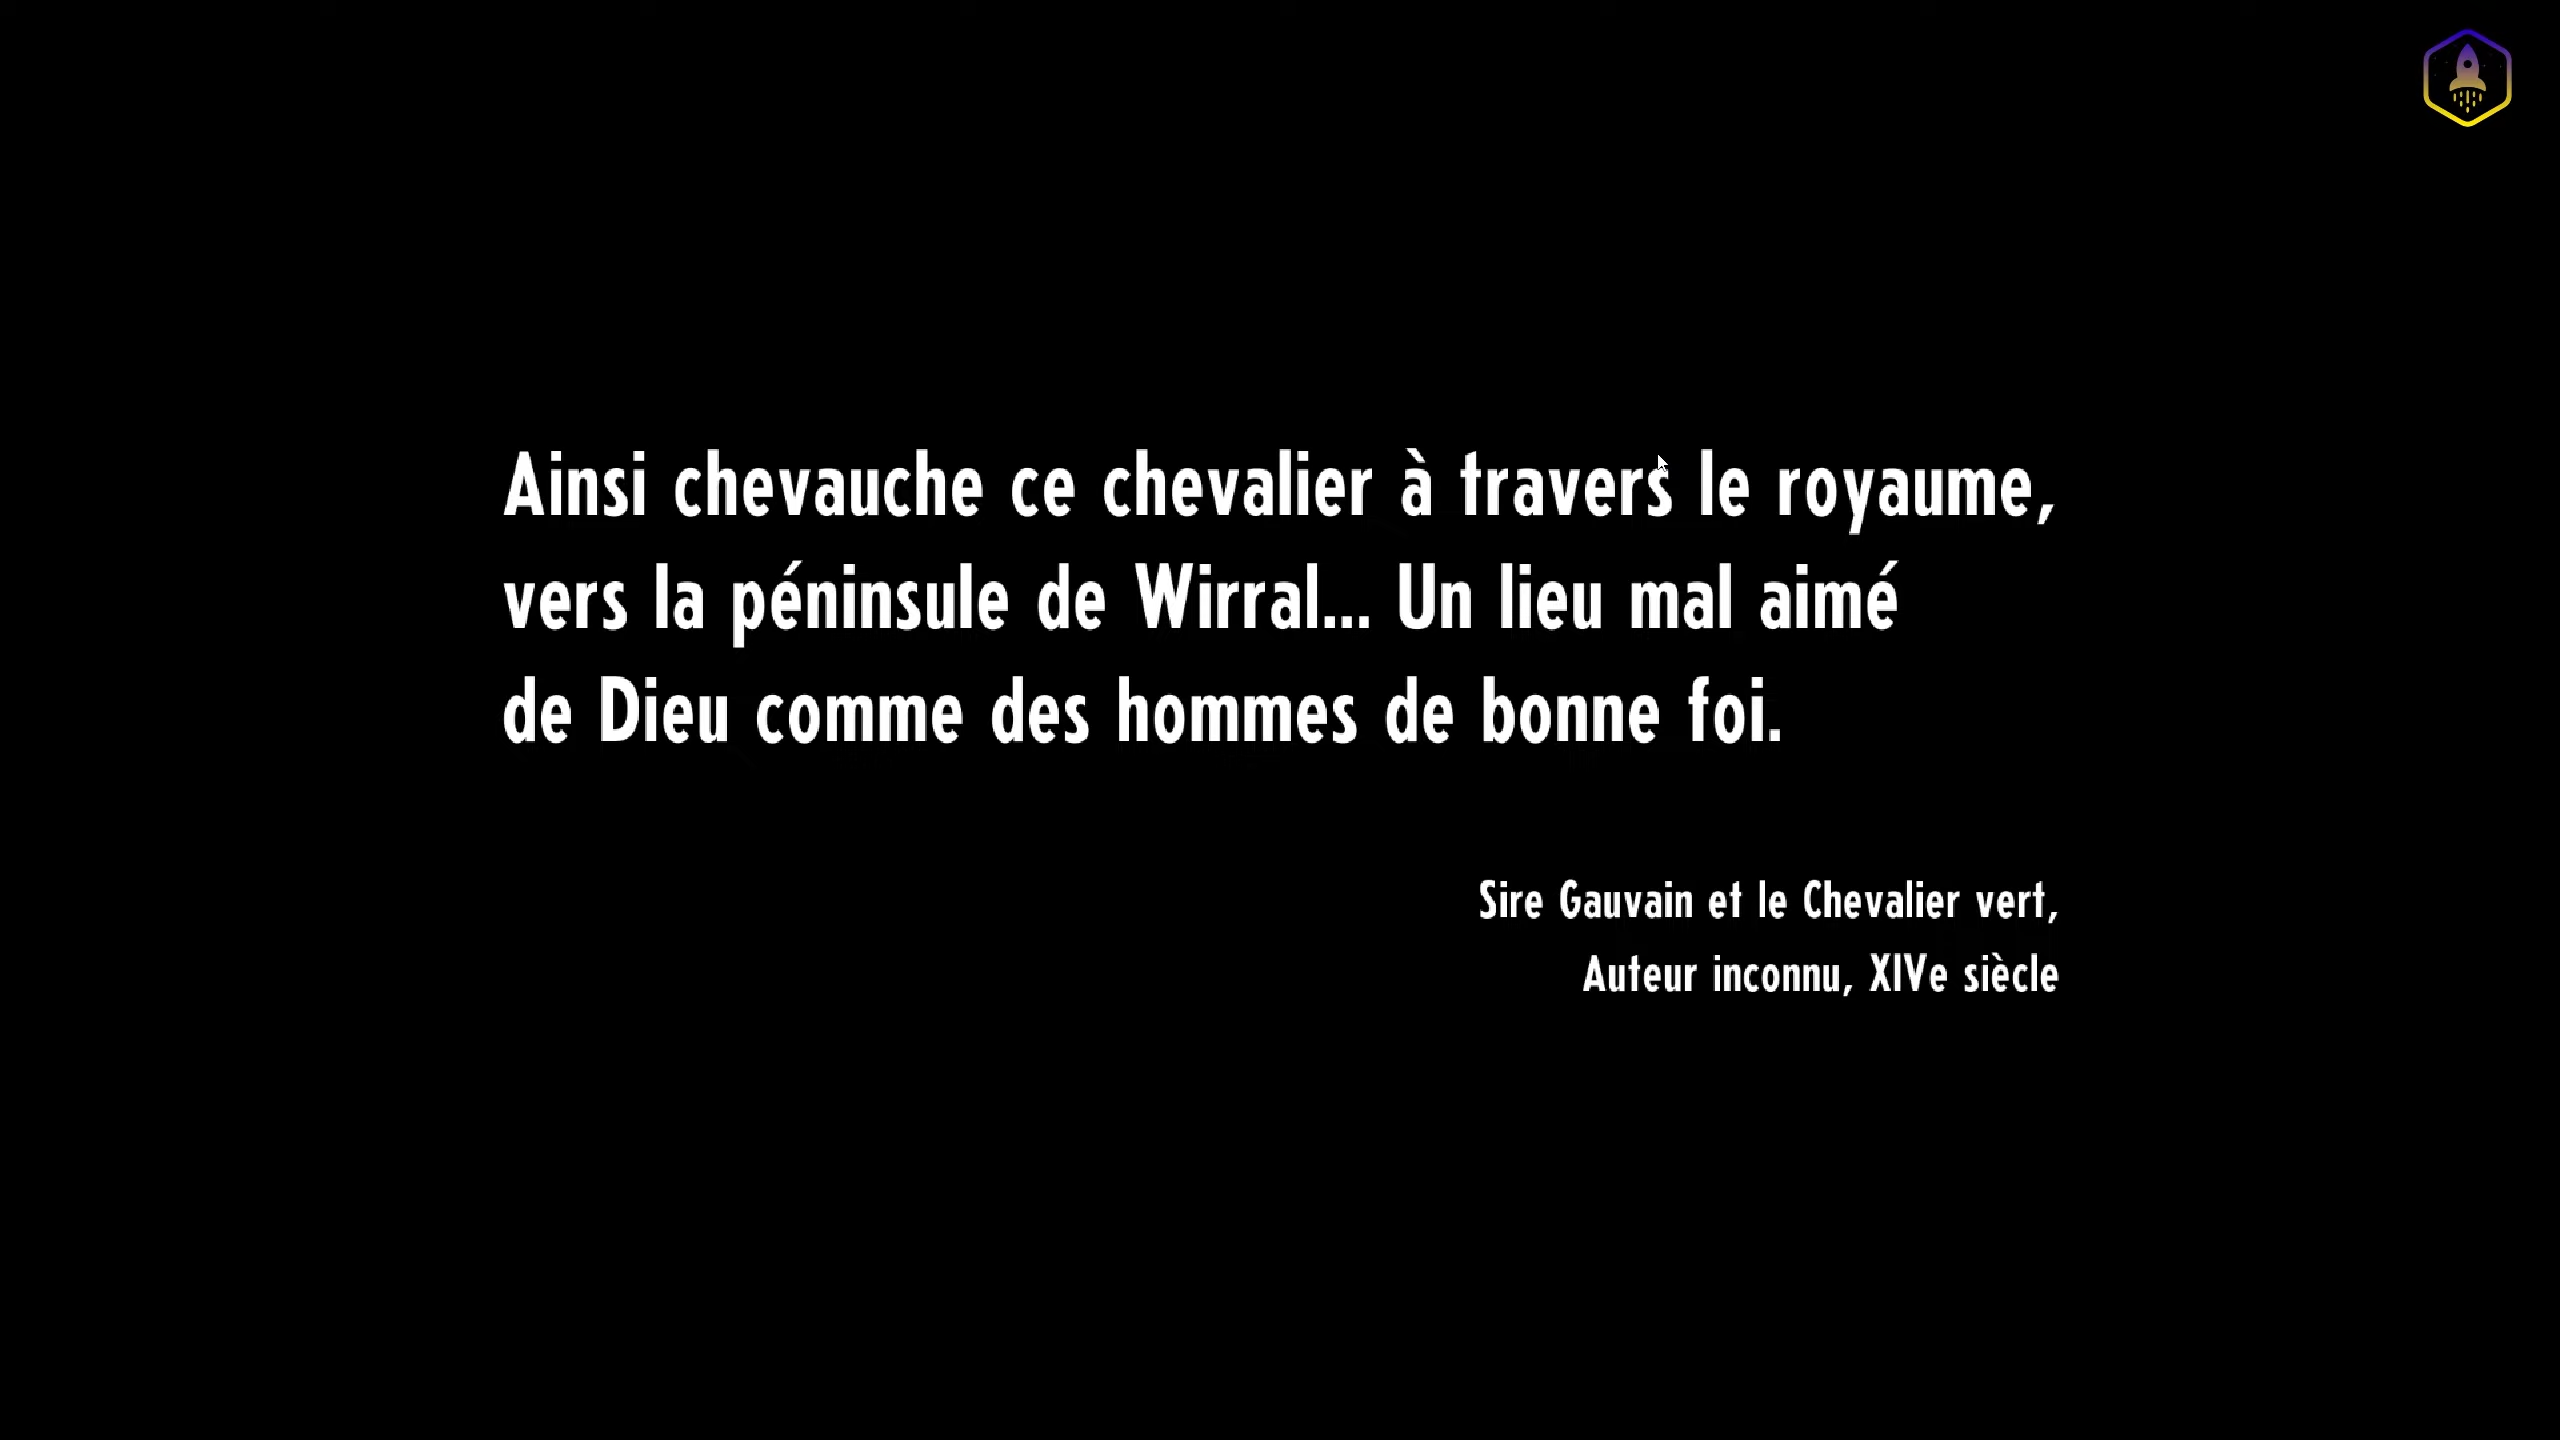 Ainsi chevauche ce chevalier à travers le royaume,
vers la péninsule de Wirral... Un lieu mal aimé
de Dieu comme des hommes de bonne foi.
Sire Gauvain et le Chevalier vert,
Auteur inconnu, XIVe siècle